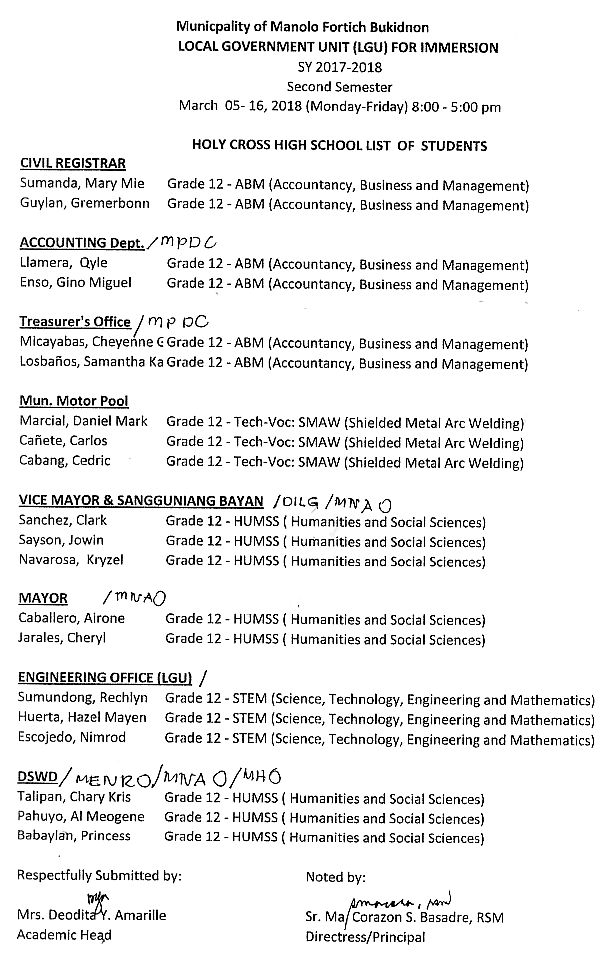 Municpality of Manolo Fortich Bukidnon
LOCAL GOVERNMENT UNIT (LGU) FOR IMMERSION
SY 2017-2018
Second Semester
March 05- 16, 2018 (Monday-Friday) 8:00 - 5:00 pm
HOLY CROSS HIGH SCHOOL LIST OF STUDENTS
CIVIL REGISTRAR
Sumanda, Mary Mie Grade 12 - ABM (Accountancy, Business and Management)
Guylan, Gremerbonn Grade 12 - ABM (Accountancy, Business and Management)
ACCOUNTING Dept. / MPDC
Llamera, Qyle Grade 12 - ABM (Accountancy, Business and Management)
Enso, Gino Miguel Grade 12 - ABM (Accountancy, Business and Management)
Treasurer's Office / MPDC
Micayabas, Cheyenne G Grade 12 - ABM (Accountancy, Business and Management)
Losbaños, Samantha Ka Grade 12 - ABM (Accountancy, Business and Management)
Mun. Motor Pool
Marcial, Daniel Mark Grade 12 - Tech-Voc: SMAW (Shielded Metal Arc Welding)
Cañete, Carlos Grade 12 - Tech-Voc: SMAW (Shielded Metal Arc Welding)
Cabang, Cedric Grade 12 - Tech-Voc: SMAW (Shielded Metal Arc Welding)
VICE MAYOR & SANGGUNIANG BAYAN /DILG/MNAO
Sanchez, Clark Grade 12 - HUMSS ( Humanities and Social Sciences)
Sayson, Jowin Grade 12 - HUMSS ( Humanities and Social Sciences)
Navarosa, Kryzel Grade 12 - HUMSS ( Humanities and Social Sciences)
MAYOR /MNAO
Caballero, Airone Grade 12 - HUMSS ( Humanities and Social Sciences)
Jarales, Cheryl Grade 12 - HUMSS ( Humanities and Social Sciences)
ENGINEERING OFFICE (LGU) /
Sumundong, Rechlyn Grade 12 - STEM (Science, Technology, Engineering and Mathematics)
Huerta, Hazel Mayen Grade 12 - STEM (Science, Technology, Engineering and Mathematics)
Escojedo, Nimrod Grade 12 - STEM (Science, Technology, Engineering and Mathematics)
DSWD/MENRO/MNAO/MHO
Talipan, Chary Kris Grade 12 - HUMSS ( Humanities and Social Sciences)
Pahuyo, Al Meogene Grade 12 - HUMSS ( Humanities and Social Sciences)
Babaylan, Princess Grade 12 - HUMSS ( Humanities and Social Sciences)
Respectfully Submitted by: Noted by:
Mrs. Deodita Y. Amarille Sr. Ma Corazon S. Basadre, RSM
Academic Head Directress/Principal